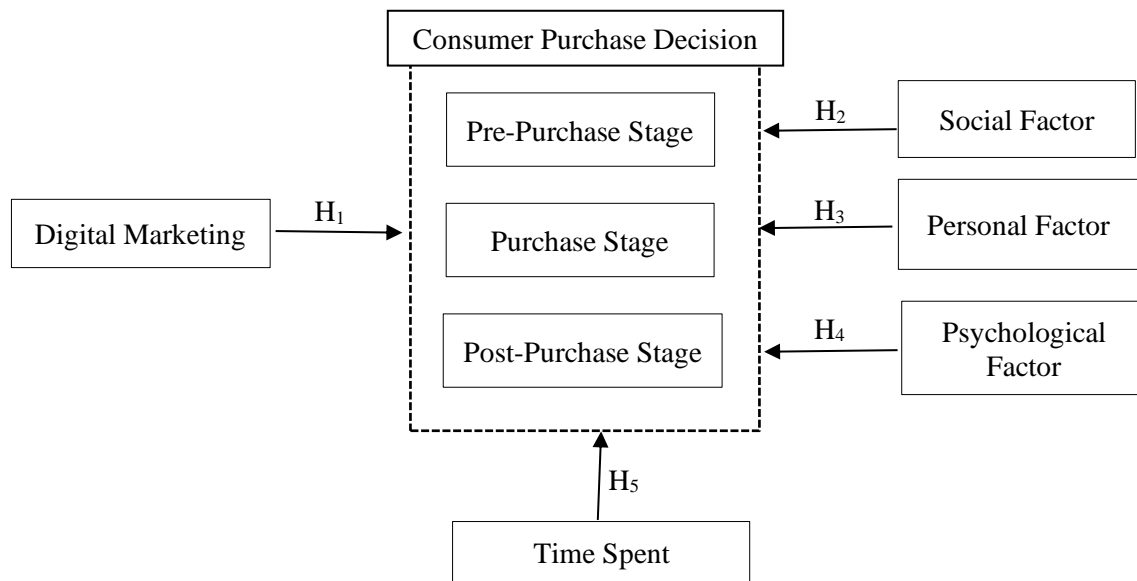 Consumer Purchase Decision
Pre-Purchase Stage
H₂
Social Factor
Digital Marketing
H₁
Purchase Stage
H₃
Personal Factor
Post-Purchase Stage
H₄
Psychological
Factor
H₅
Time Spent